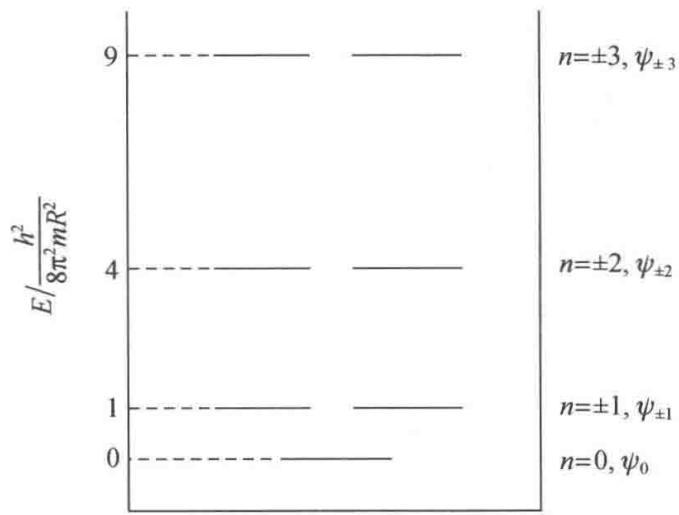 9
n=±3, ψ±3
E/h²/8π²mR²
4
n=±2, ψ±2
1
n=±1, ψ±1
0
n=0, ψ0